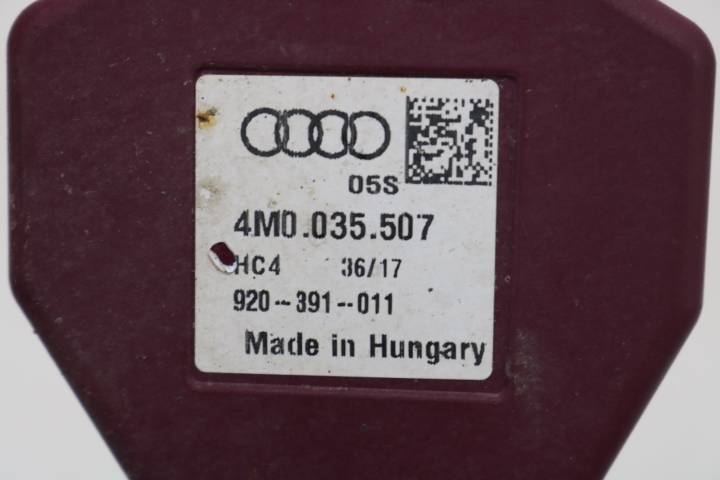 05S
4M0.035.507
HC4 36/17
920-391-011
Made in Hungary